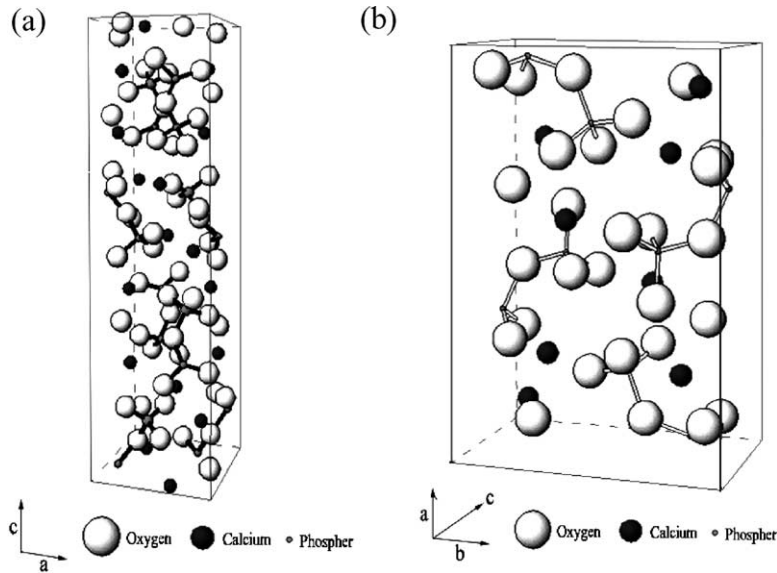 (a)
(b)
c
a
Oxygen
Calcium
Phospher
a
c
b
Oxygen
Calcium
Phospher